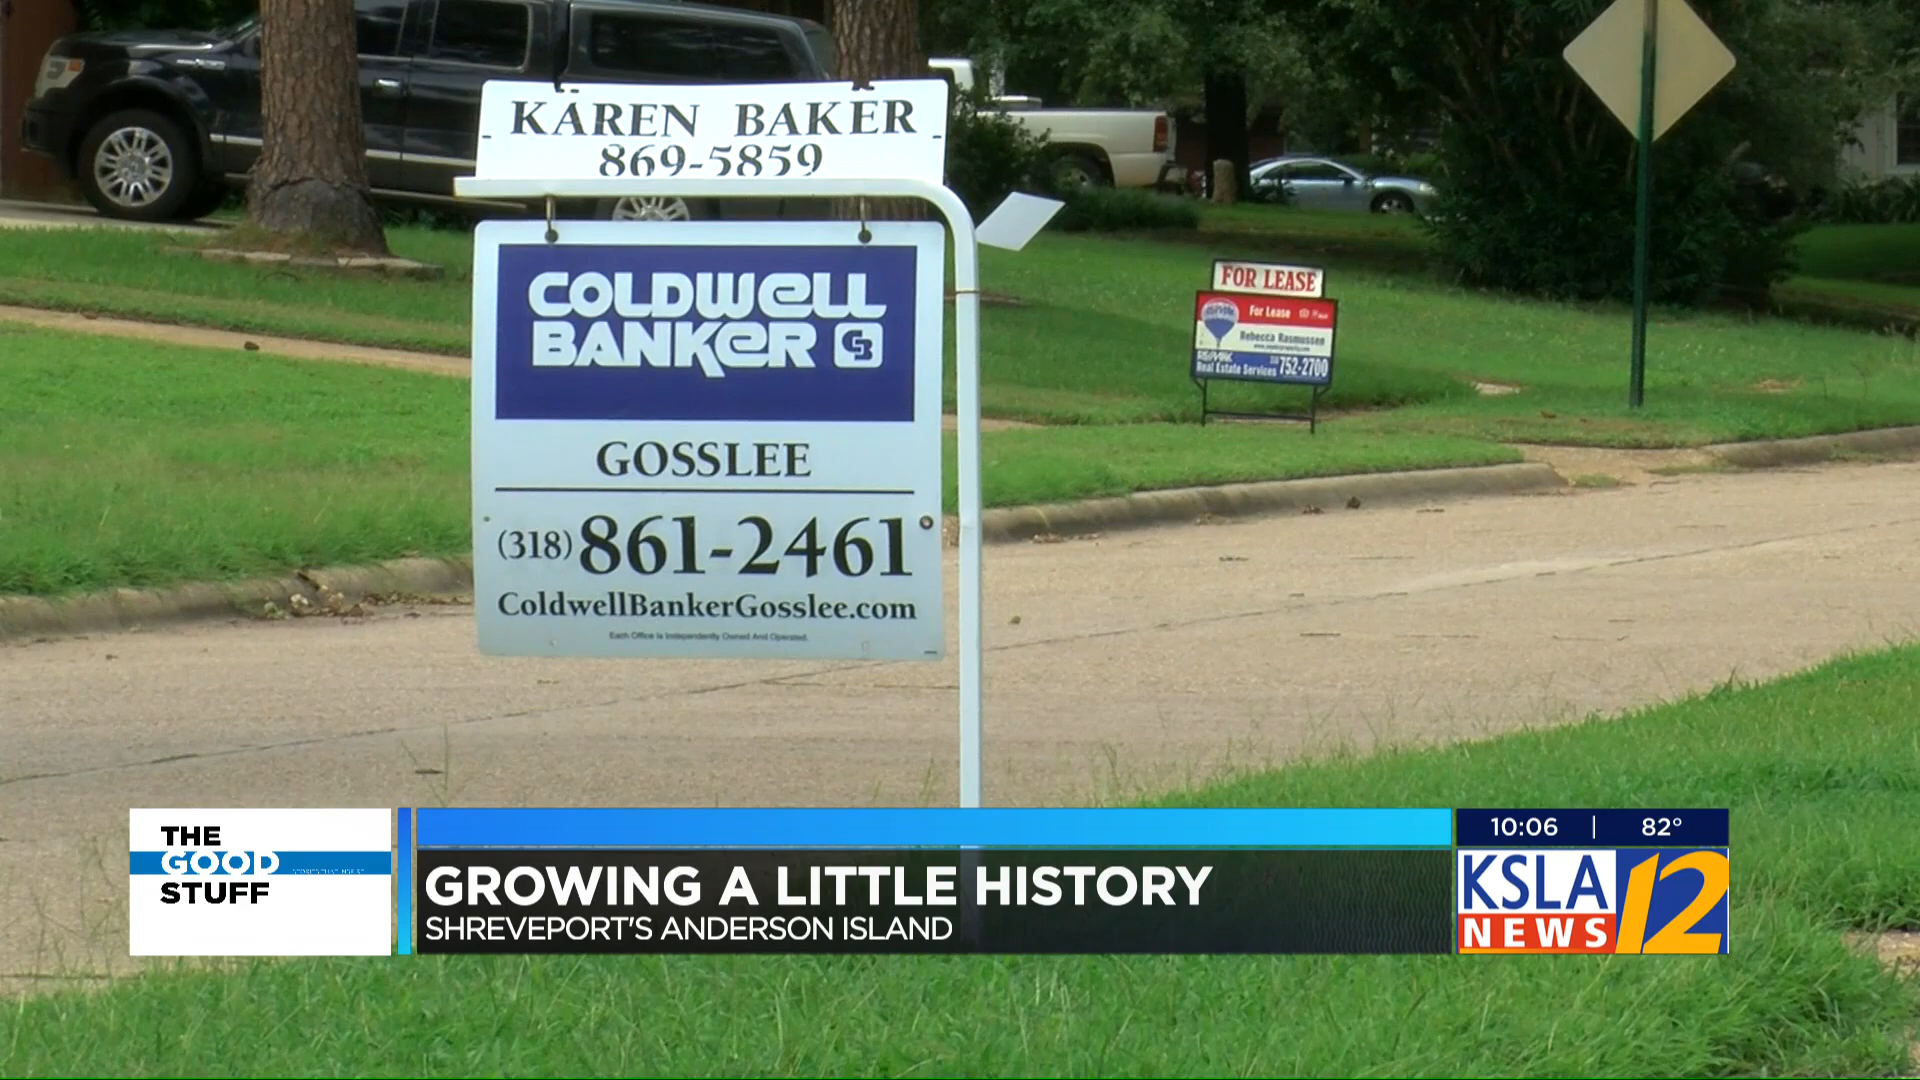 KAREN BAKER
869-5859
COLDWELL
BANKER CB
GOSSLEE
(318) 861-2461
ColdwellBankerGosslee.com
Each Office Is Independently Owned And Operated.
FOR LEASE
For Lease
Rebecca Rasmussen
RE/MAX
Real Estate Services 752-2700
THE
GOOD
STUFF
GROWING A LITTLE HISTORY
SHREVEPORT'S ANDERSON ISLAND
10:06 | 82°
KSLA 12
NEWS